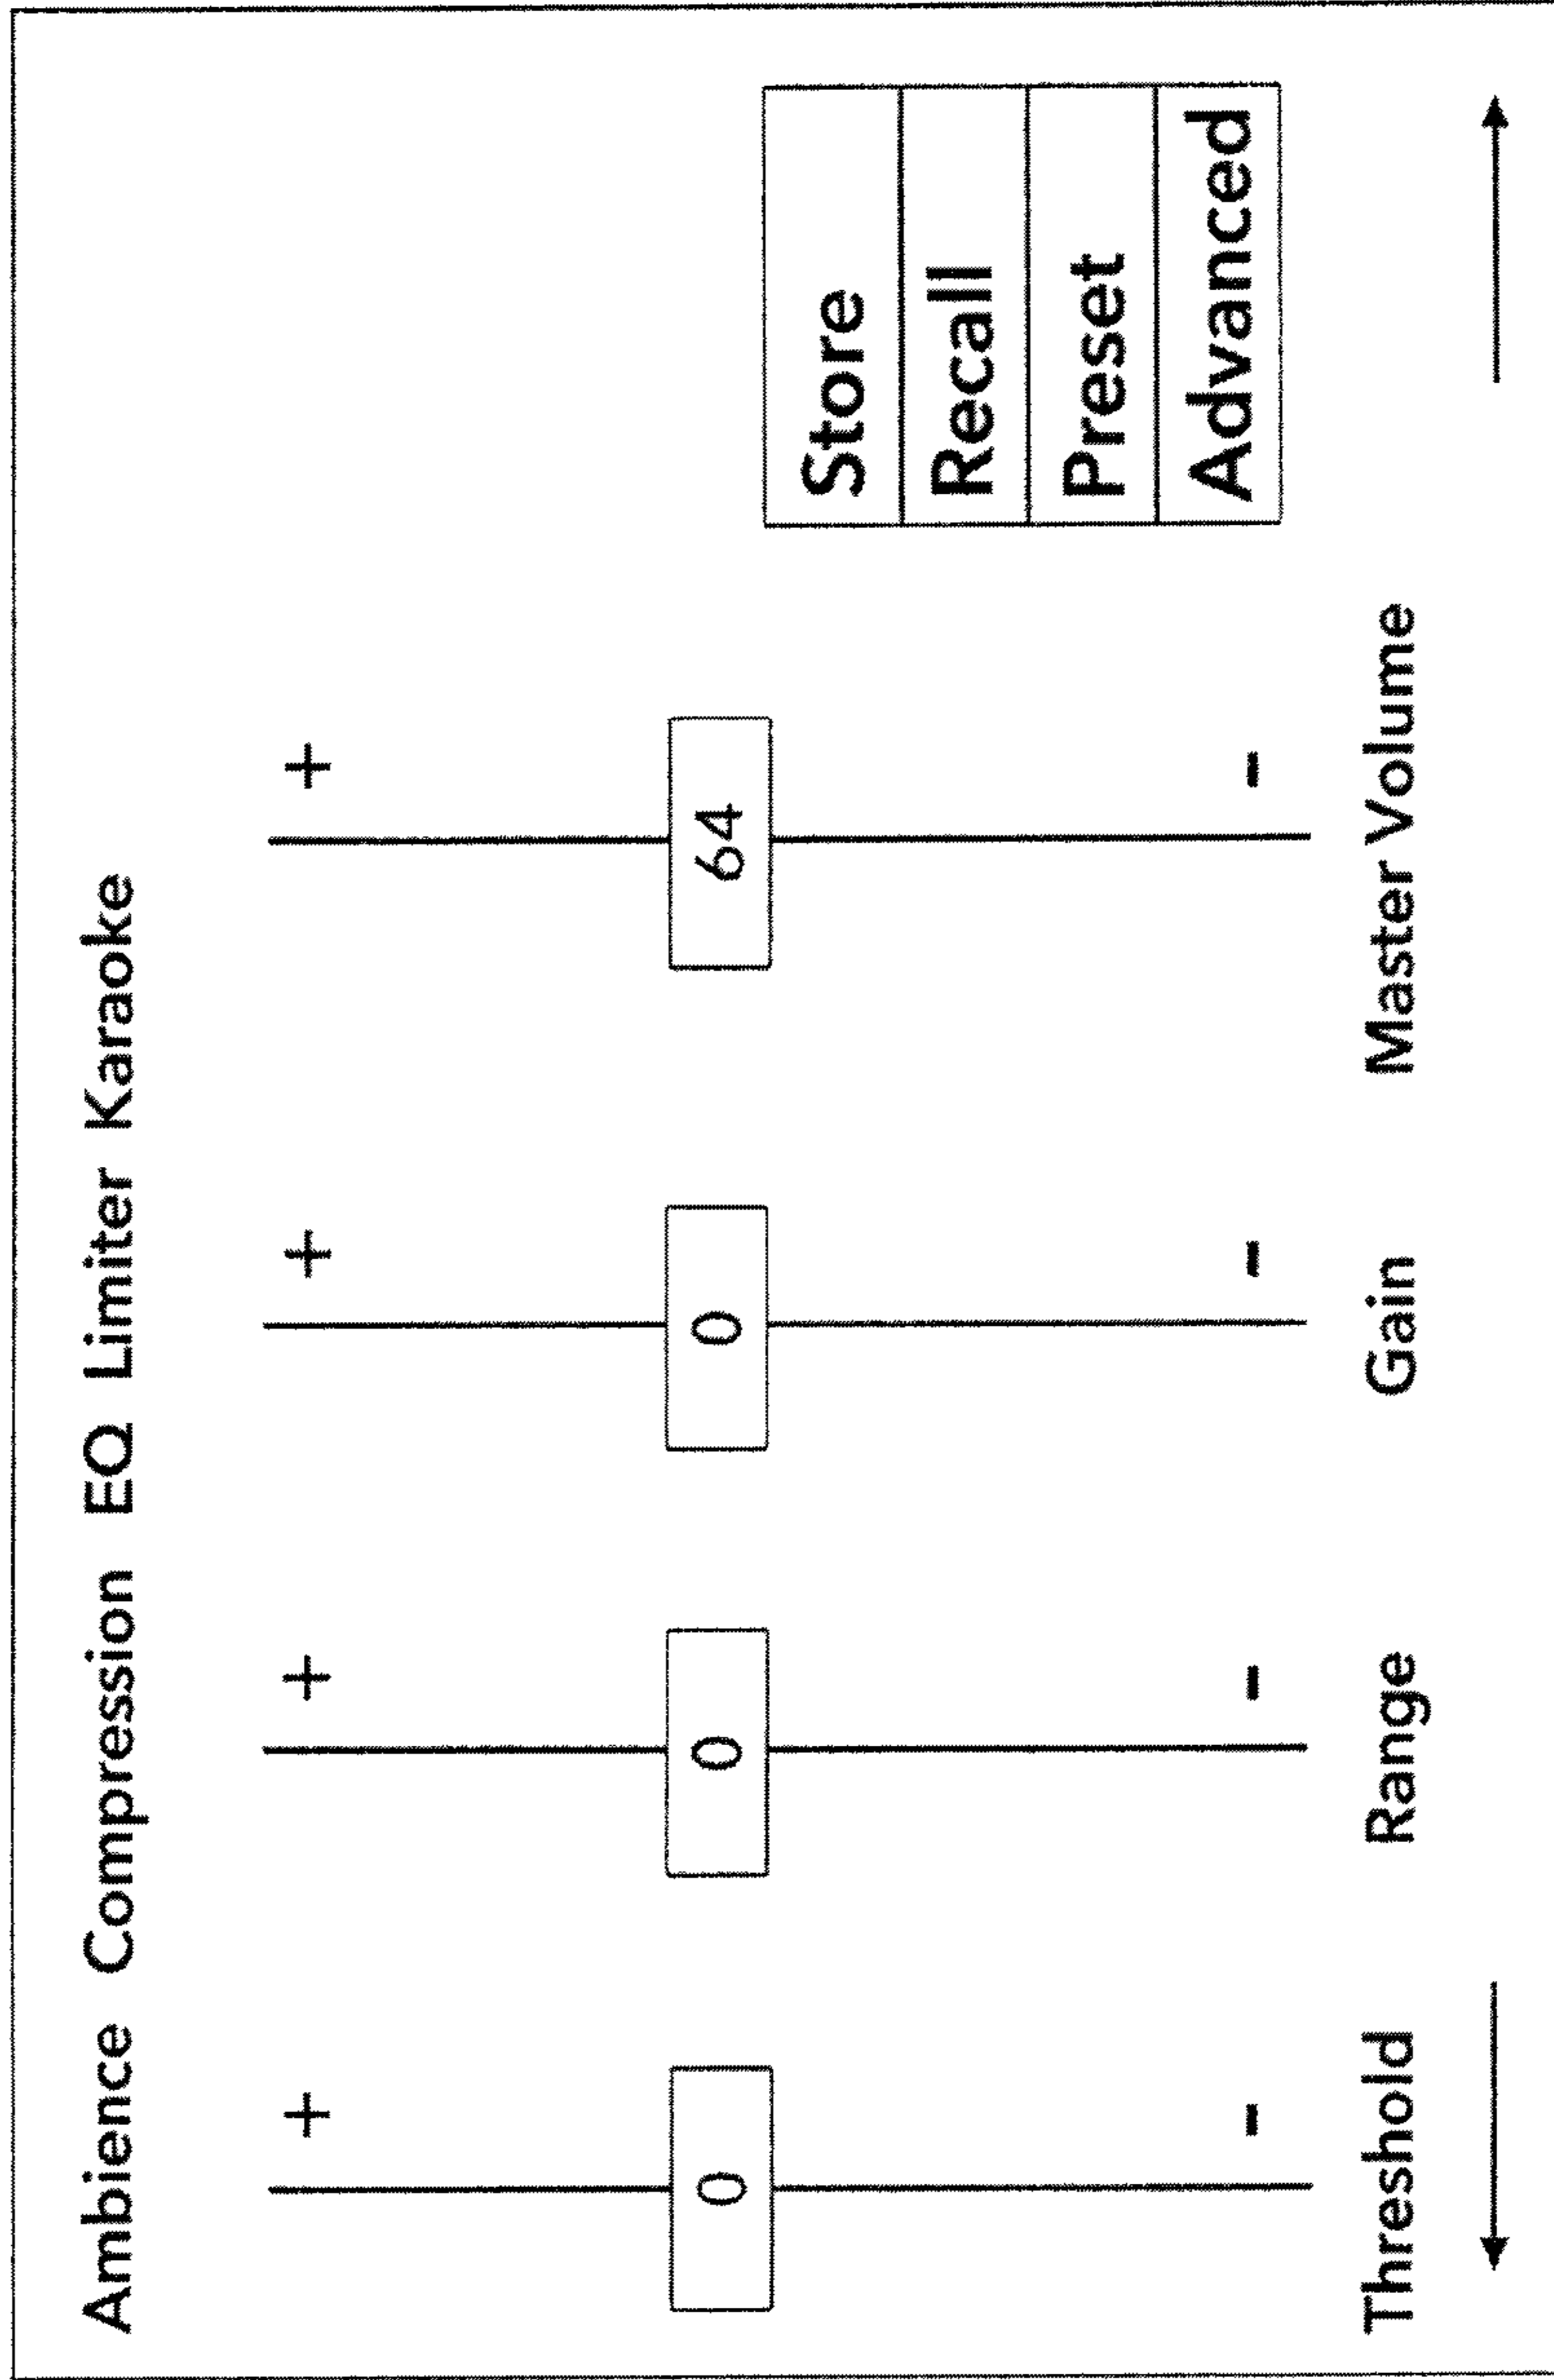 Ambience Compression EQ Limiter Karaoke
+ + + +
0 0 0 64
- - - -
Store
Recall
Preset
Advanced
Threshold Range Gain Master Volume